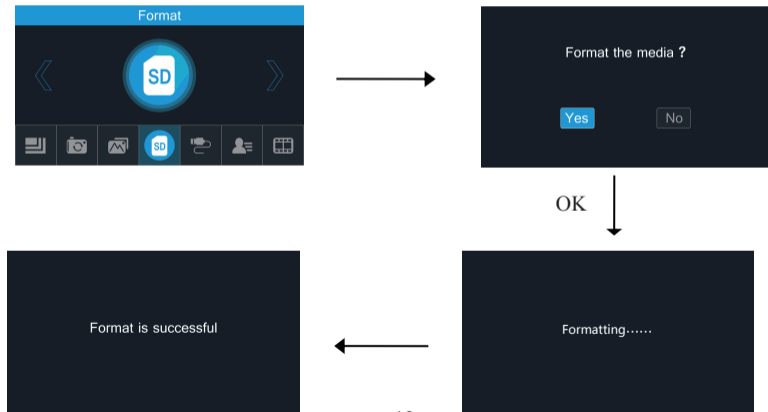 Format
SD
SD
Format the media ?
Yes
No
OK
Formatting……
Format is successful